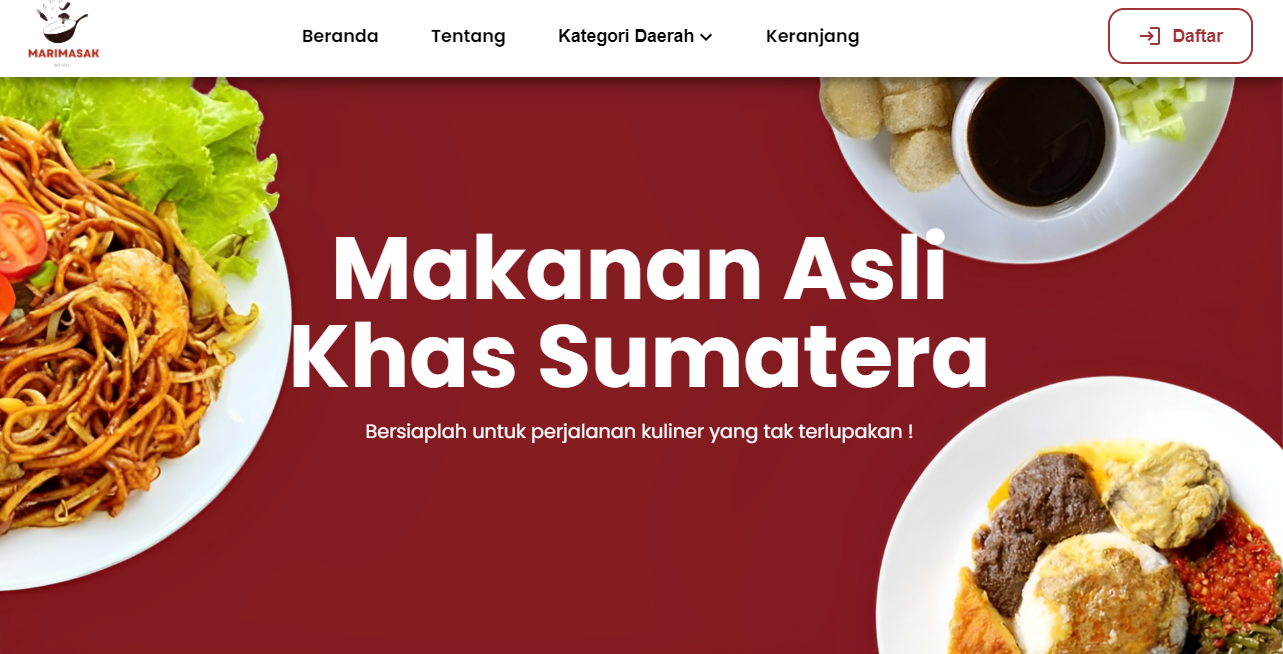 MARIMASAK
Beranda
Tentang
Kategori Daerah
Keranjang
Daftar
Makanan Asli
Khas Sumatera
Bersiaplah untuk perjalanan kuliner yang tak terlupakan !